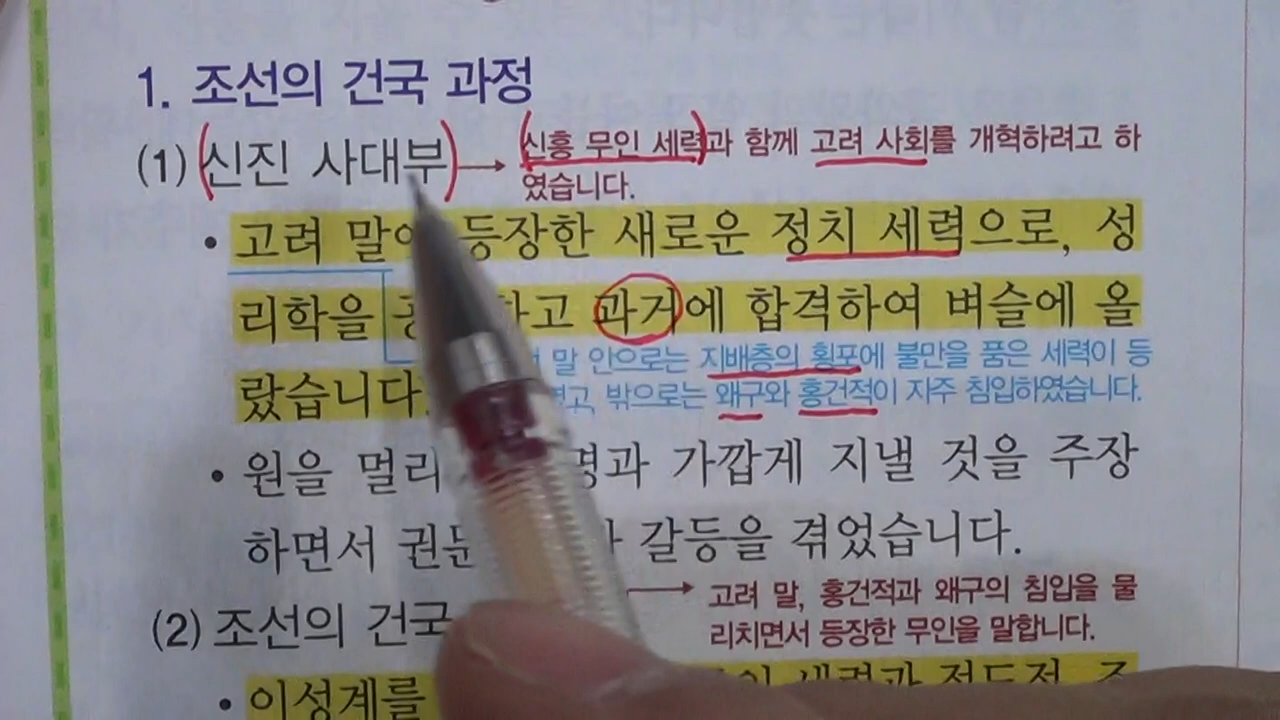 1. 조선의 건국 과정
(1) 신진 사대부 → 신흥 무인 세력과 함께 고려 사회를 개혁하려고 하
였습니다.
• 고려 말에 등장한 새로운 정치 세력으로, 성
리학을 하고 과거에 합격하여 벼슬에 올
말 안으로는 지배층의 횡포에 불만을 품은 세력이 등
랐습니다.
밖으로는 왜구와 홍건적이 자주 침입하였습니다.
• 원을 멀리 명과 가깝게 지낼 것을 주장
하면서 갈등을 겪었습니다.
→ 고려 말, 홍건적과 왜구의 침입을 물
(2) 조선의 건국
리치면서 등장한 무인을 말합니다.
• 이성계를 세력과 정도전,